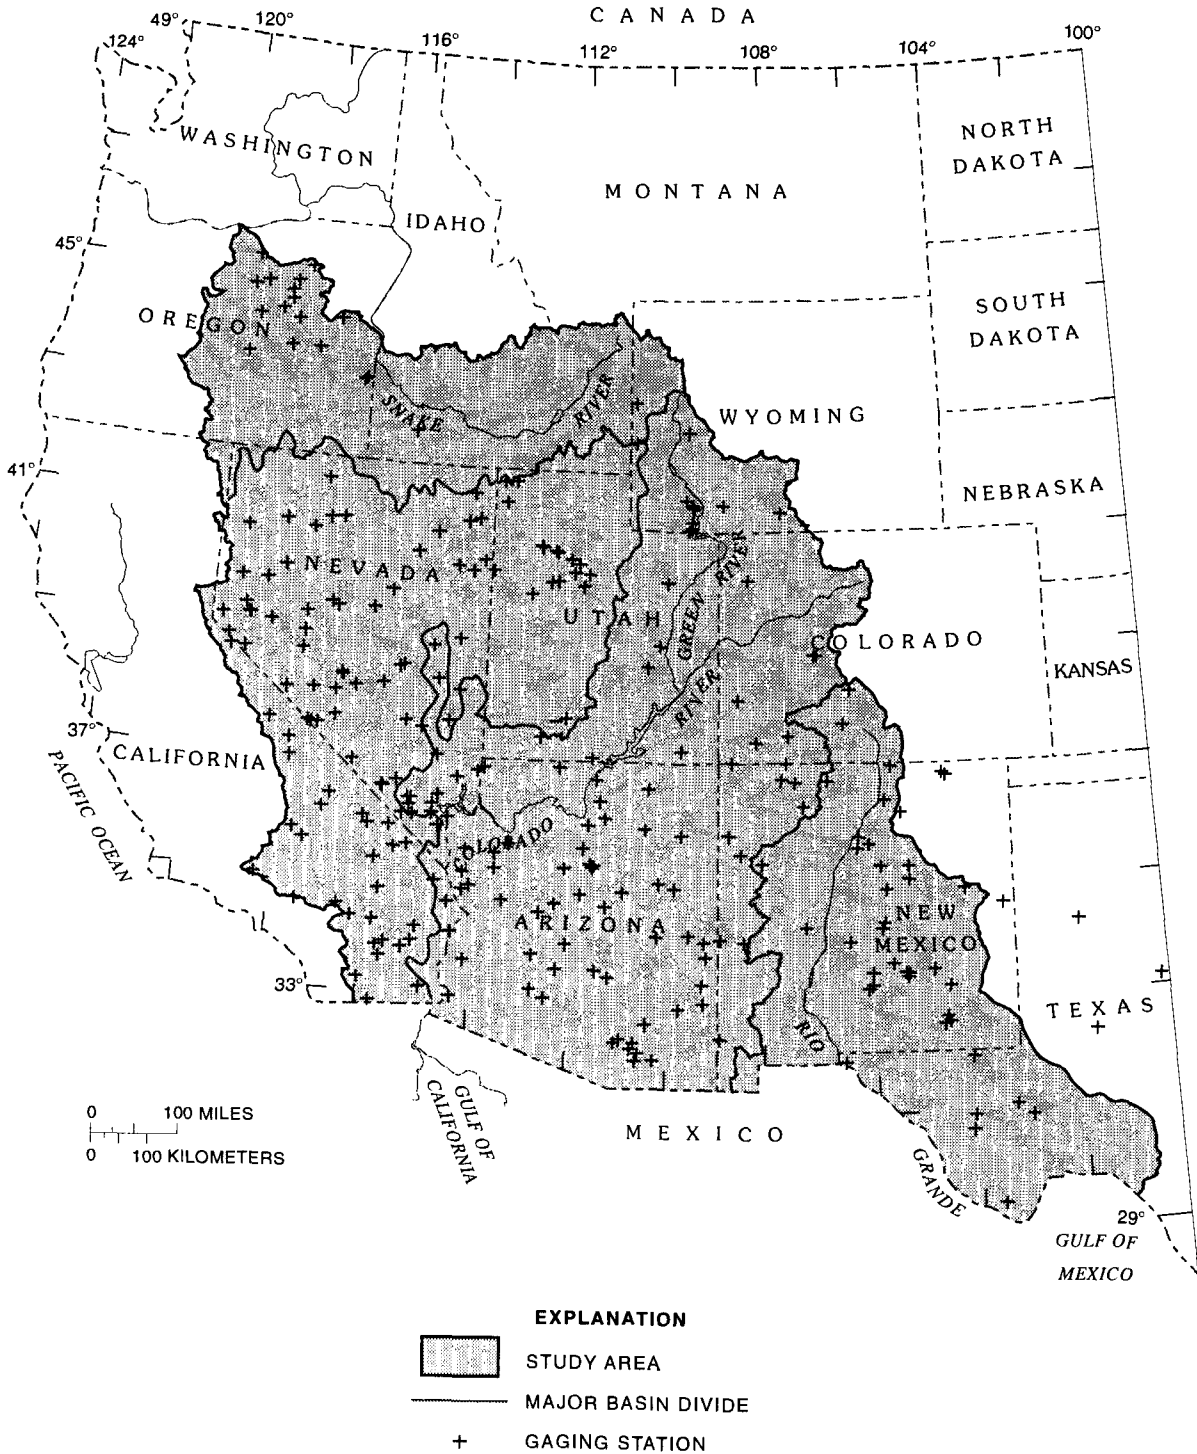 CANADA
49°
120°
124°
116°
112°
108°
104°
100°
WASHINGTON
NORTH
DAKOTA
MONTANA
IDAHO
45°
OREGON
SOUTH
DAKOTA
SNAKE
RIVER
WYOMING
41°
NEBRASKA
NEVADA
UTAH
GREEN
RIVER
COLORADO
KANSAS
RIVER
37°
CALIFORNIA
PACIFIC OCEAN
COLORADO
ARIZONA
NEW
MEXICO
33°
TEXAS
RIO
0 100 MILES
0 100 KILOMETERS
GULF OF
CALIFORNIA
MEXICO
GRANDE
29°
GULF OF
MEXICO
EXPLANATION
STUDY AREA
MAJOR BASIN DIVIDE
GAGING STATION